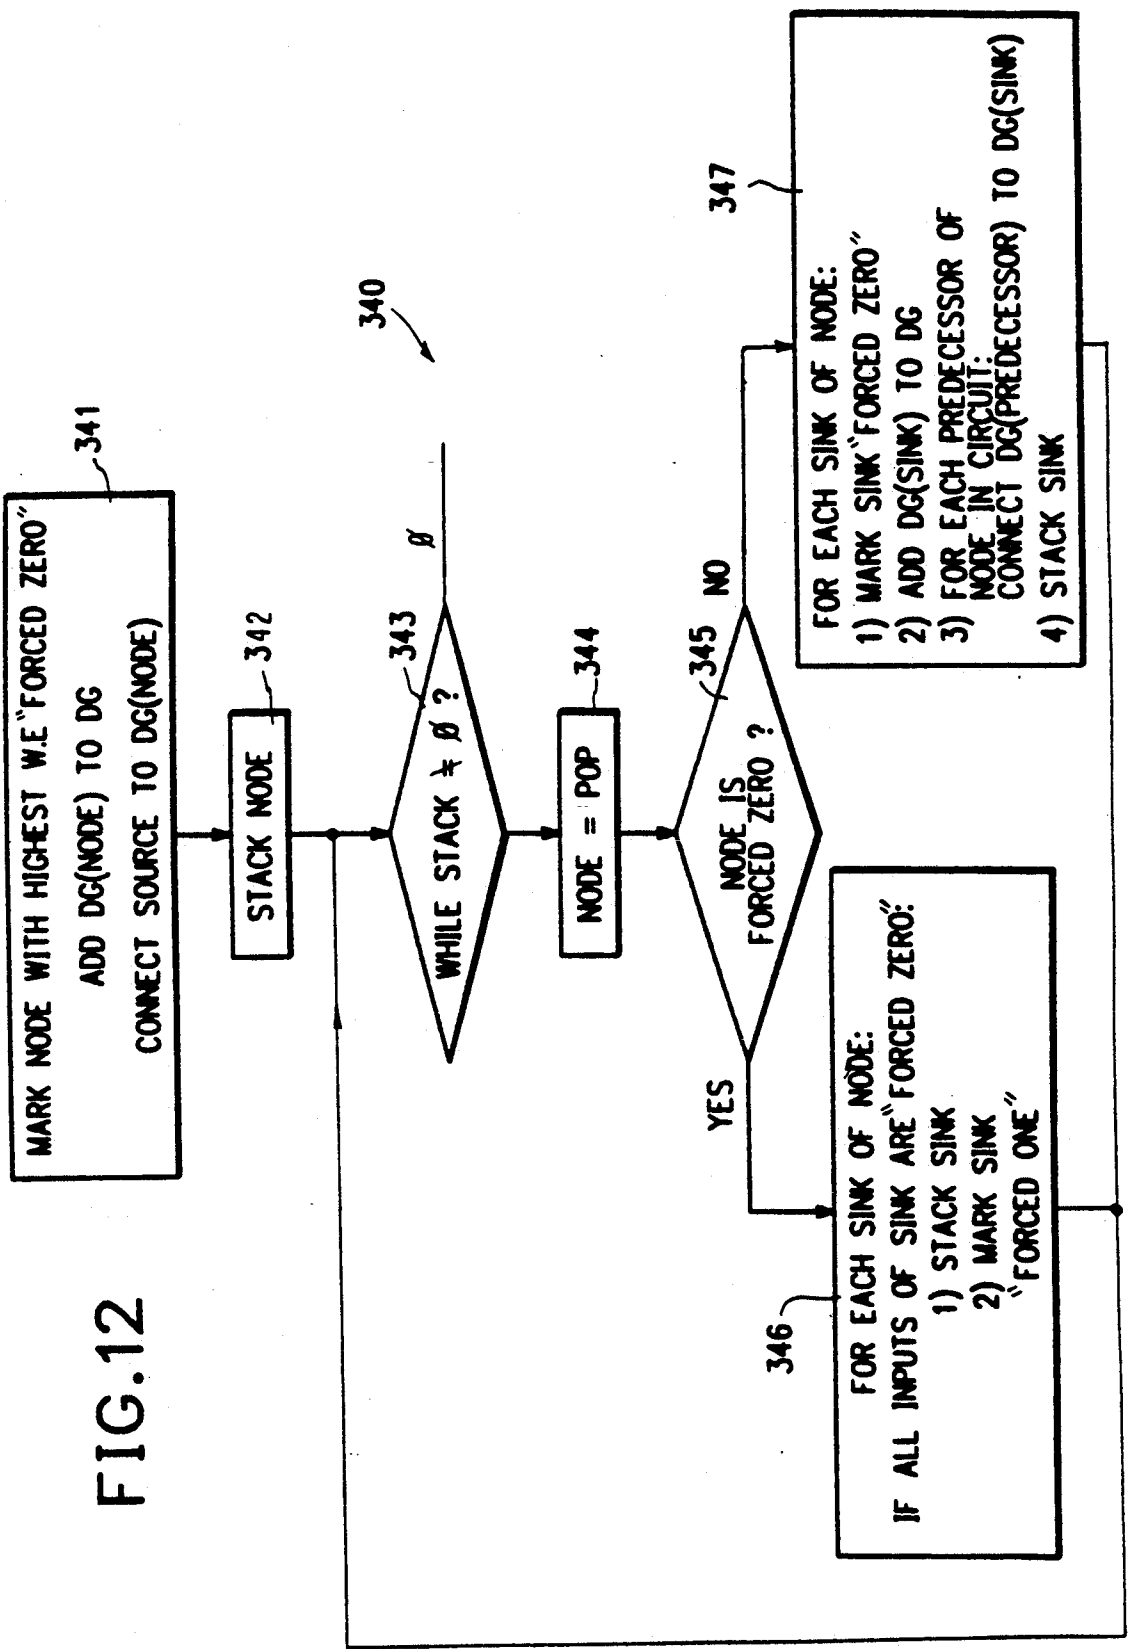 FIG.12
MARK NODE WITH HIGHEST W.E "FORCED ZERO"
ADD DG(NODE) TO DG
CONNECT SOURCE TO DG(NODE)
341
STACK NODE
342
340
WHILE STACK ≠ Ø ?
343
Ø
NODE = POP
344
NODE IS
FORCED ZERO ?
345
YES
NO
346
FOR EACH SINK OF NODE:
IF ALL INPUTS OF SINK ARE "FORCED ZERO":
1) STACK SINK
2) MARK SINK
"FORCED ONE"
347
FOR EACH SINK OF NODE:
1) MARK SINK "FORCED ZERO"
2) ADD DG(SINK) TO DG
3) FOR EACH PREDECESSOR OF
NODE IN CIRCUIT:
CONNECT DG(PREDECESSOR) TO DG(SINK)
4) STACK SINK